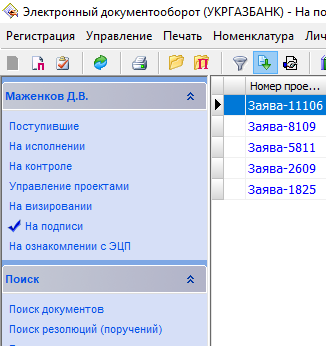 Электронный документооборот (УКРГАЗБАНК) - На по
Регистрация Управление Печать Номенклатура Лич
Маженков Д.В.
Поступившие
На исполнении
На контроле
Управление проектами
На визировании
На подписи
На ознакомлении с ЭЦП
Поиск
Поиск документов
Поиск резолюций (поручений)
Номер прое...
Заява-11106
Заява-8109
Заява-5811
Заява-2609
Заява-1825